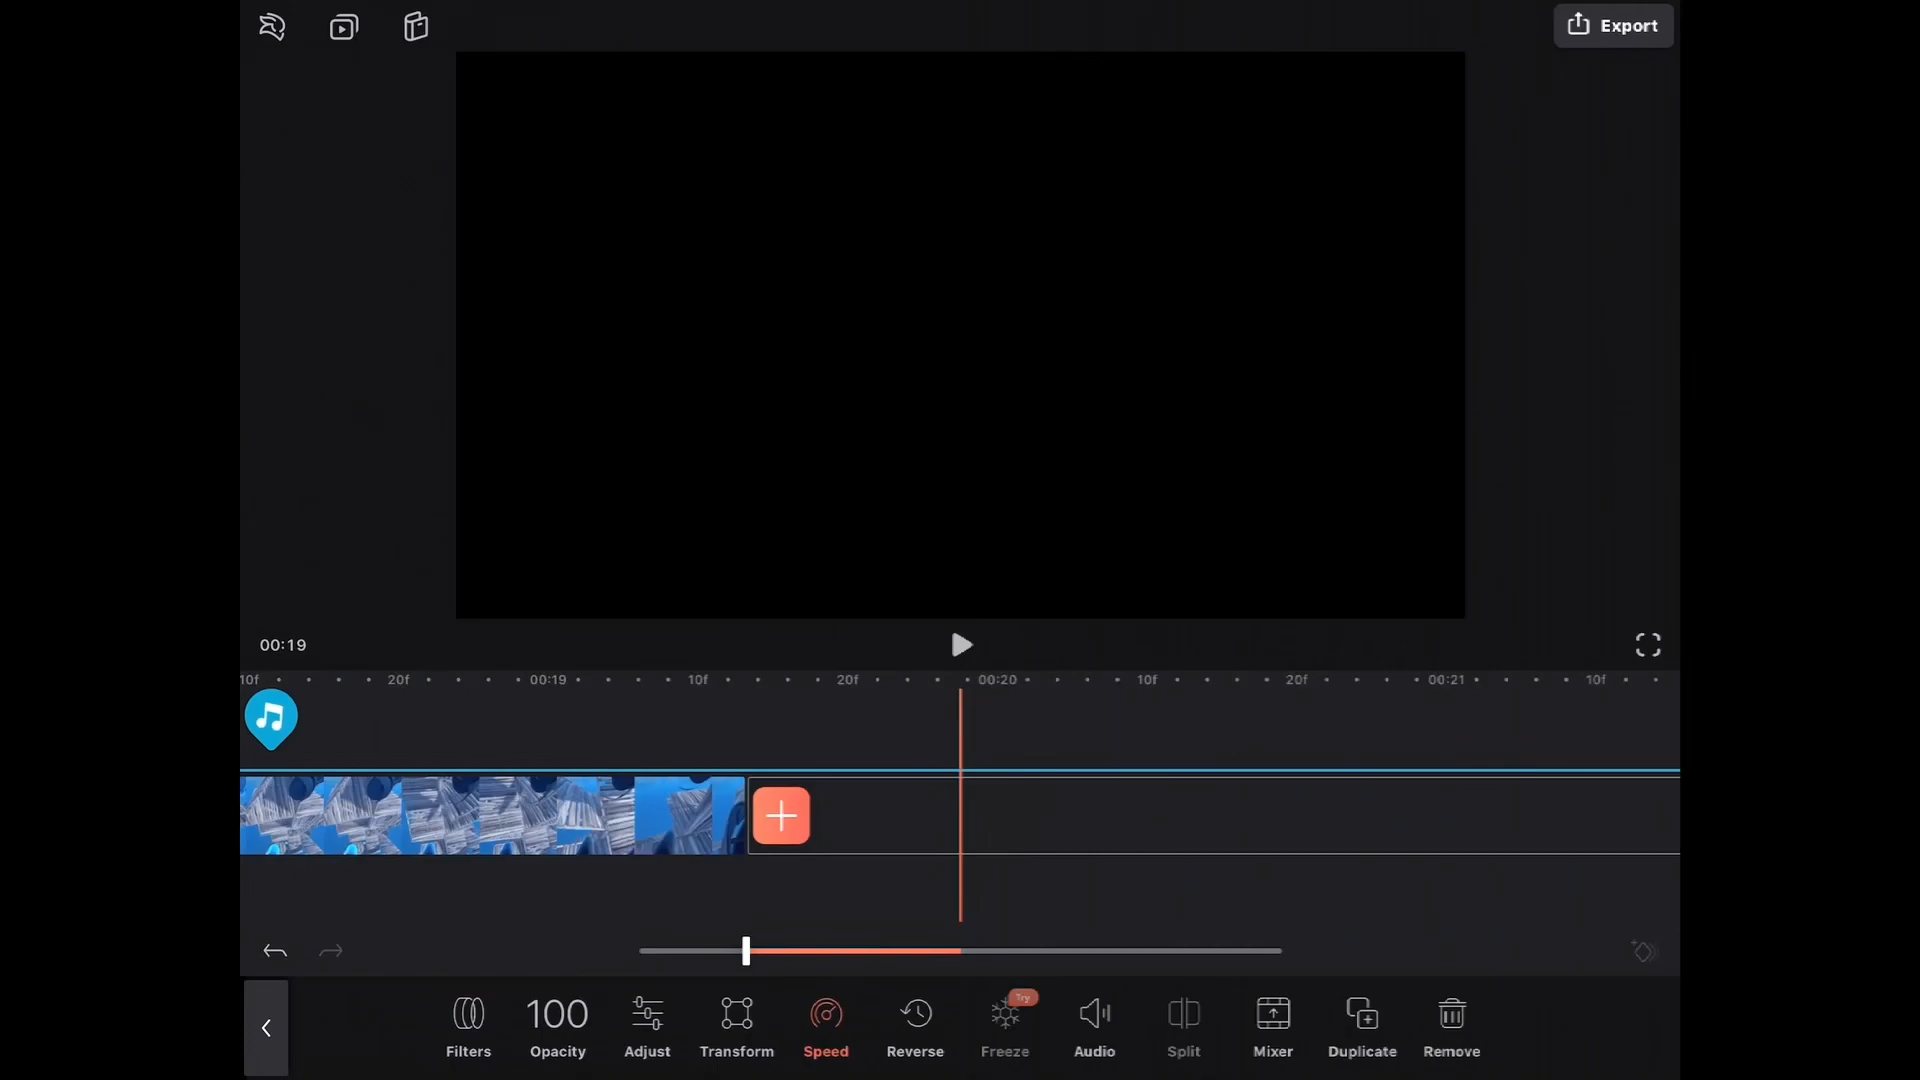 Export
00:19
10f 20f 00:19 10f 20f 00:20 10f 20f 00:21 10f
Try
100
Filters Opacity Adjust Transform Speed Reverse Freeze Audio Split Mixer Duplicate Remove